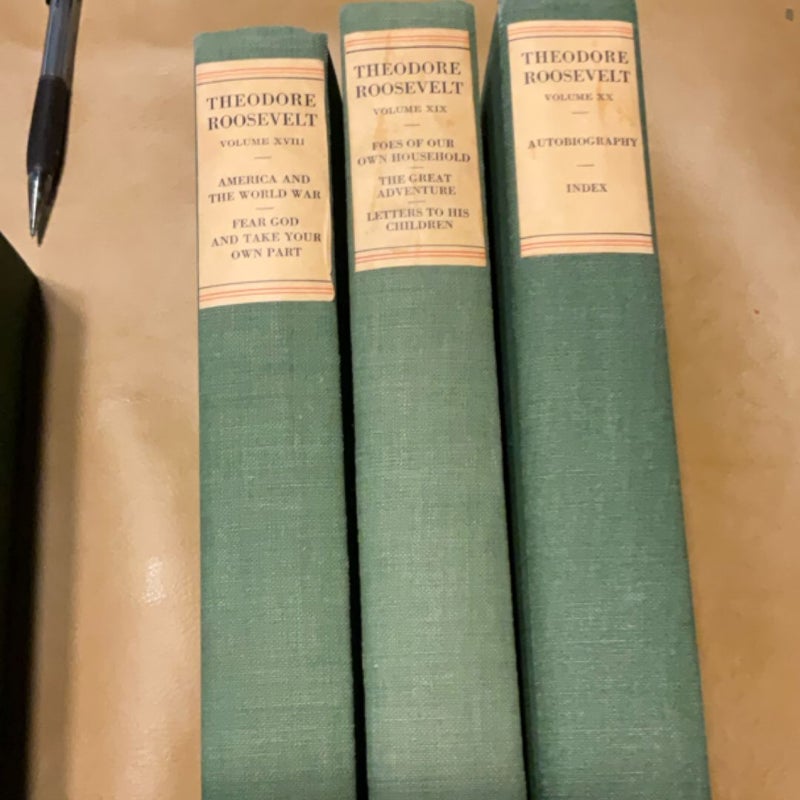 THEODORE
ROOSEVELT
VOLUME XVIII
AMERICA AND
THE WORLD WAR
FEAR GOD
AND TAKE YOUR
OWN PART
THEODORE
ROOSEVELT
VOLUME XIX
FOES OF OUR
OWN HOUSEHOLD
THE GREAT
ADVENTURE
LETTERS TO HIS
CHILDREN
THEODORE
ROOSEVELT
VOLUME XX
AUTOBIOGRAPHY
INDEX